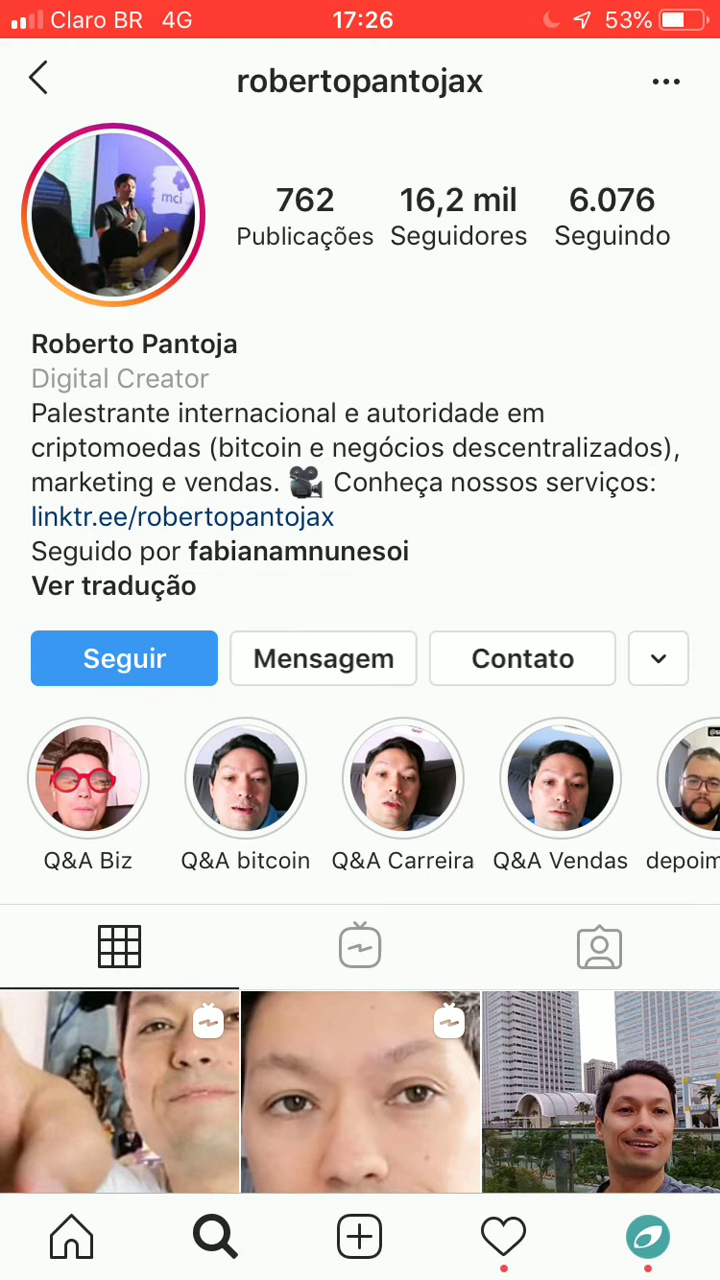 Claro BR 4G 17:26 53%
robertopantojax
mci
762 16,2 mil 6.076
Publicações Seguidores Seguindo
Roberto Pantoja
Digital Creator
Palestrante internacional e autoridade em
criptomoedas (bitcoin e negócios descentralizados),
marketing e vendas. 🎥 Conheça nossos serviços:
linktr.ee/robertopantojax
Seguido por fabianamnunesoi
Ver tradução
Seguir Mensagem Contato
Q&A Biz Q&A bitcoin Q&A Carreira Q&A Vendas depoim